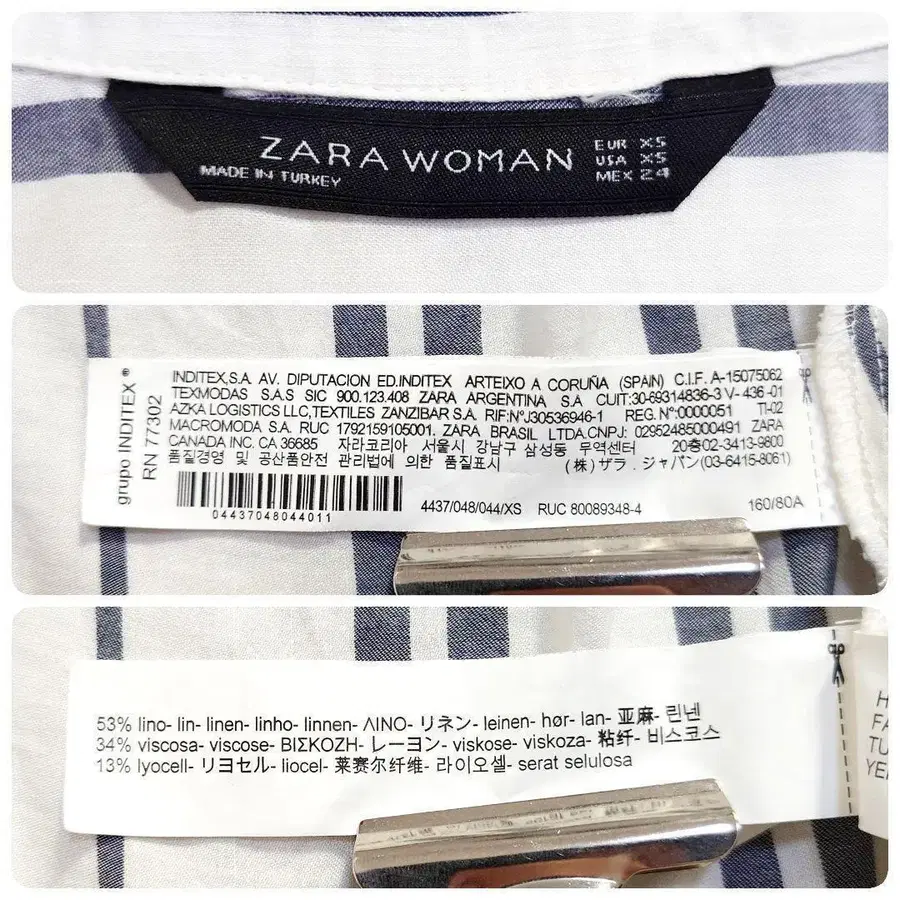 ZARA WOMAN
EUR XS
USA XS
MEX 24
MADE IN TURKEY
grupo INDITEX ®
RN 77302
INDITEX,S.A. AV. DIPUTACION ED.INDITEX ARTEIXO A CORUÑA (SPAIN) C.I.F. A-15075062
TEXMODAS S.A.S SIC 900.123.408 ZARA ARGENTINA S.A CUIT:30-69314836-3 V- 436 -01
AZKA LOGISTICS LLC,TEXTILES ZANZIBAR S.A. RIF:NºJ30536946-1 REG.Nº:0000051 TI-02
MACROMODA S.A. RUC 1792159105001. ZARA BRASIL LTDA.CNPJ: 02952485000491 ZARA
CANADA INC. CA 36685 자라코리아 서울시 강남구 삼성동 무역센터 20층02-3413-9800
품질경영 및 공산품안전 관리법에 의한 품질표시 (株) ザラ . ジャパン(03-6415-8061)
04437048044011
4437/048/044/XS RUC 80089348-4 160/80A
53% lino- lin- linen- linho- linnen- ΛΙΝΟ- リネン- leinen- hør- lan- 亚麻- 린넨
34% viscosa- viscose- ΒΙΣΚΟΖΗ- レーヨン- viskose- viskoza- 粘纤- 비스코스
13% lyocell- リヨセル- liocel- 莱赛尔纤维- 라이오셀- serat selulosa